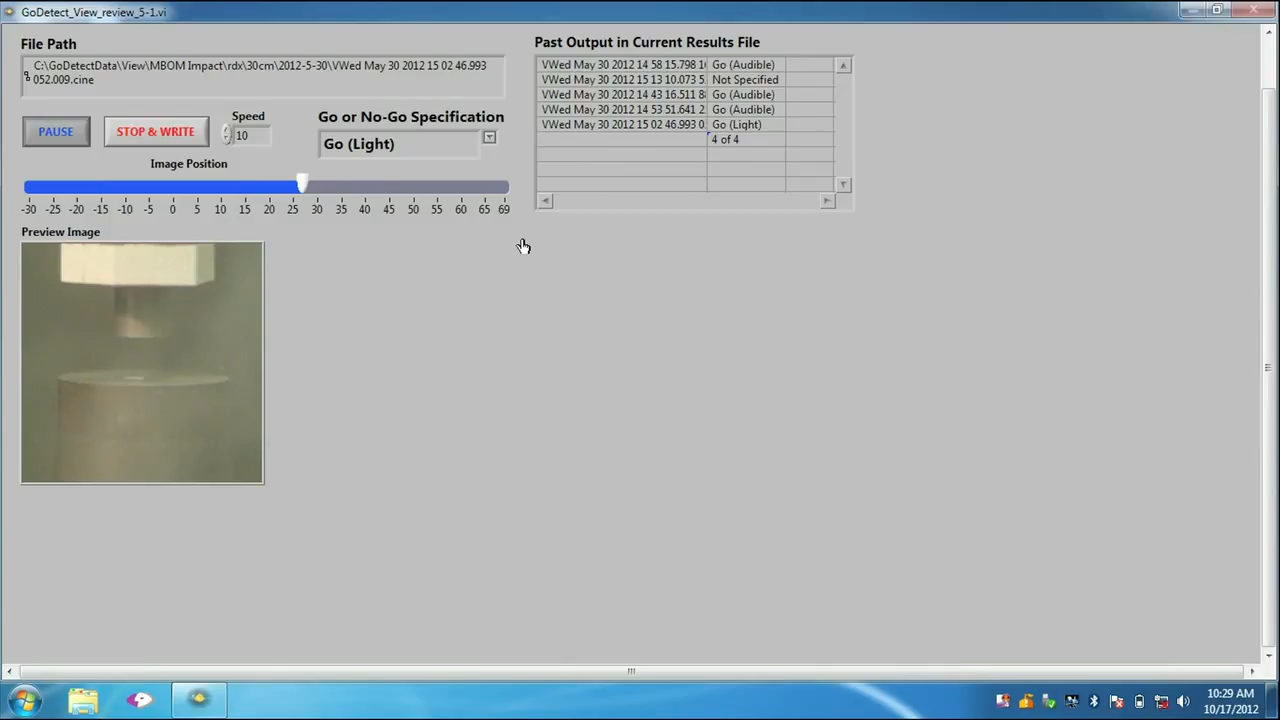 GoDetect_View_review_5-1.vi
File Path
C:\GoDetectData\View\MBOM Impact\rdx\30cm\2012-5-30\VWed May 30 2012 15 02 46.993
052.009.cine
PAUSE
STOP & WRITE
Speed
10
Go or No-Go Specification
Go (Light)
Image Position
-30 -25 -20 -15 -10 -5 0 5 10 15 20 25 30 35 40 45 50 55 60 65 69
Preview Image
Past Output in Current Results File
VWed May 30 2012 14 58 15.798 Go (Audible)
VWed May 30 2012 15 13 10.073 5 Not Specified
VWed May 30 2012 14 43 16.511 Go (Audible)
VWed May 30 2012 14 53 51.641 2 Go (Audible)
VWed May 30 2012 15 02 46.993 0 Go (Light)
4 of 4
10:29 AM
10/17/2012